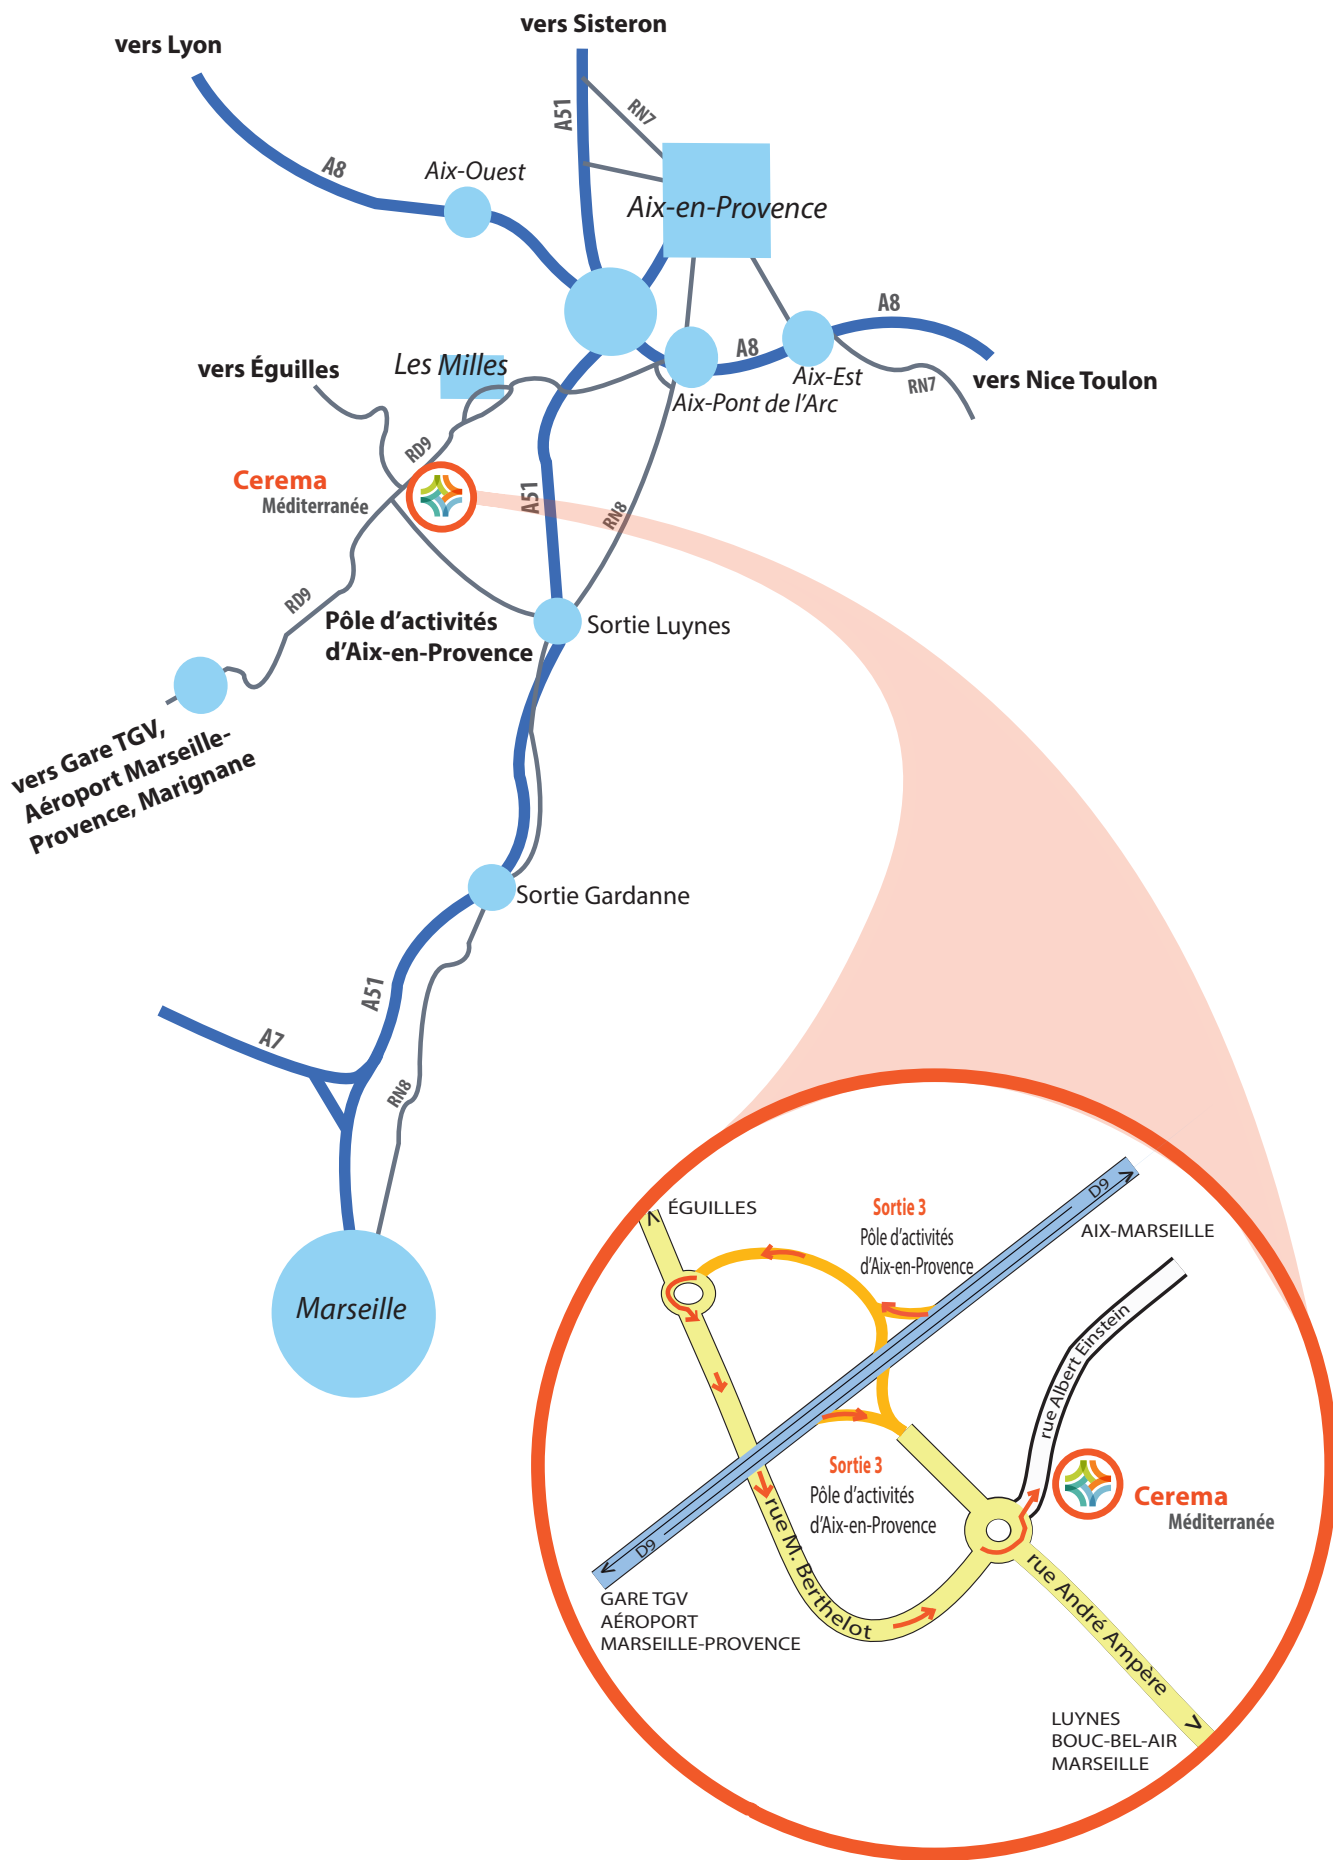 vers Sisteron
vers Lyon
A51
RN7
A8
Aix-Ouest
Aix-en-Provence
A8
A8
vers Éguilles
Les Milles
Aix-Est
vers Nice Toulon
RN7
Aix-Pont de l'Arc
RD9
Cerema
Méditerranée
A51
RN8
RD9
Pôle d'activités
d'Aix-en-Provence
Sortie Luynes
vers Gare TGV,
Aéroport Marseille-
Provence, Marignane
Sortie Gardanne
A51
A7
RN8
Marseille
ÉGUILLES
Sortie 3
Pôle d'activités
d'Aix-en-Provence
D9
AIX-MARSEILLE
rue Albert Einstein
Sortie 3
Pôle d'activités
d'Aix-en-Provence
Cerema
Méditerranée
D9
rue M. Berthelot
GARE TGV
AÉROPORT
MARSEILLE-PROVENCE
rue André Ampère
LUYNES
BOUC-BEL-AIR
MARSEILLE